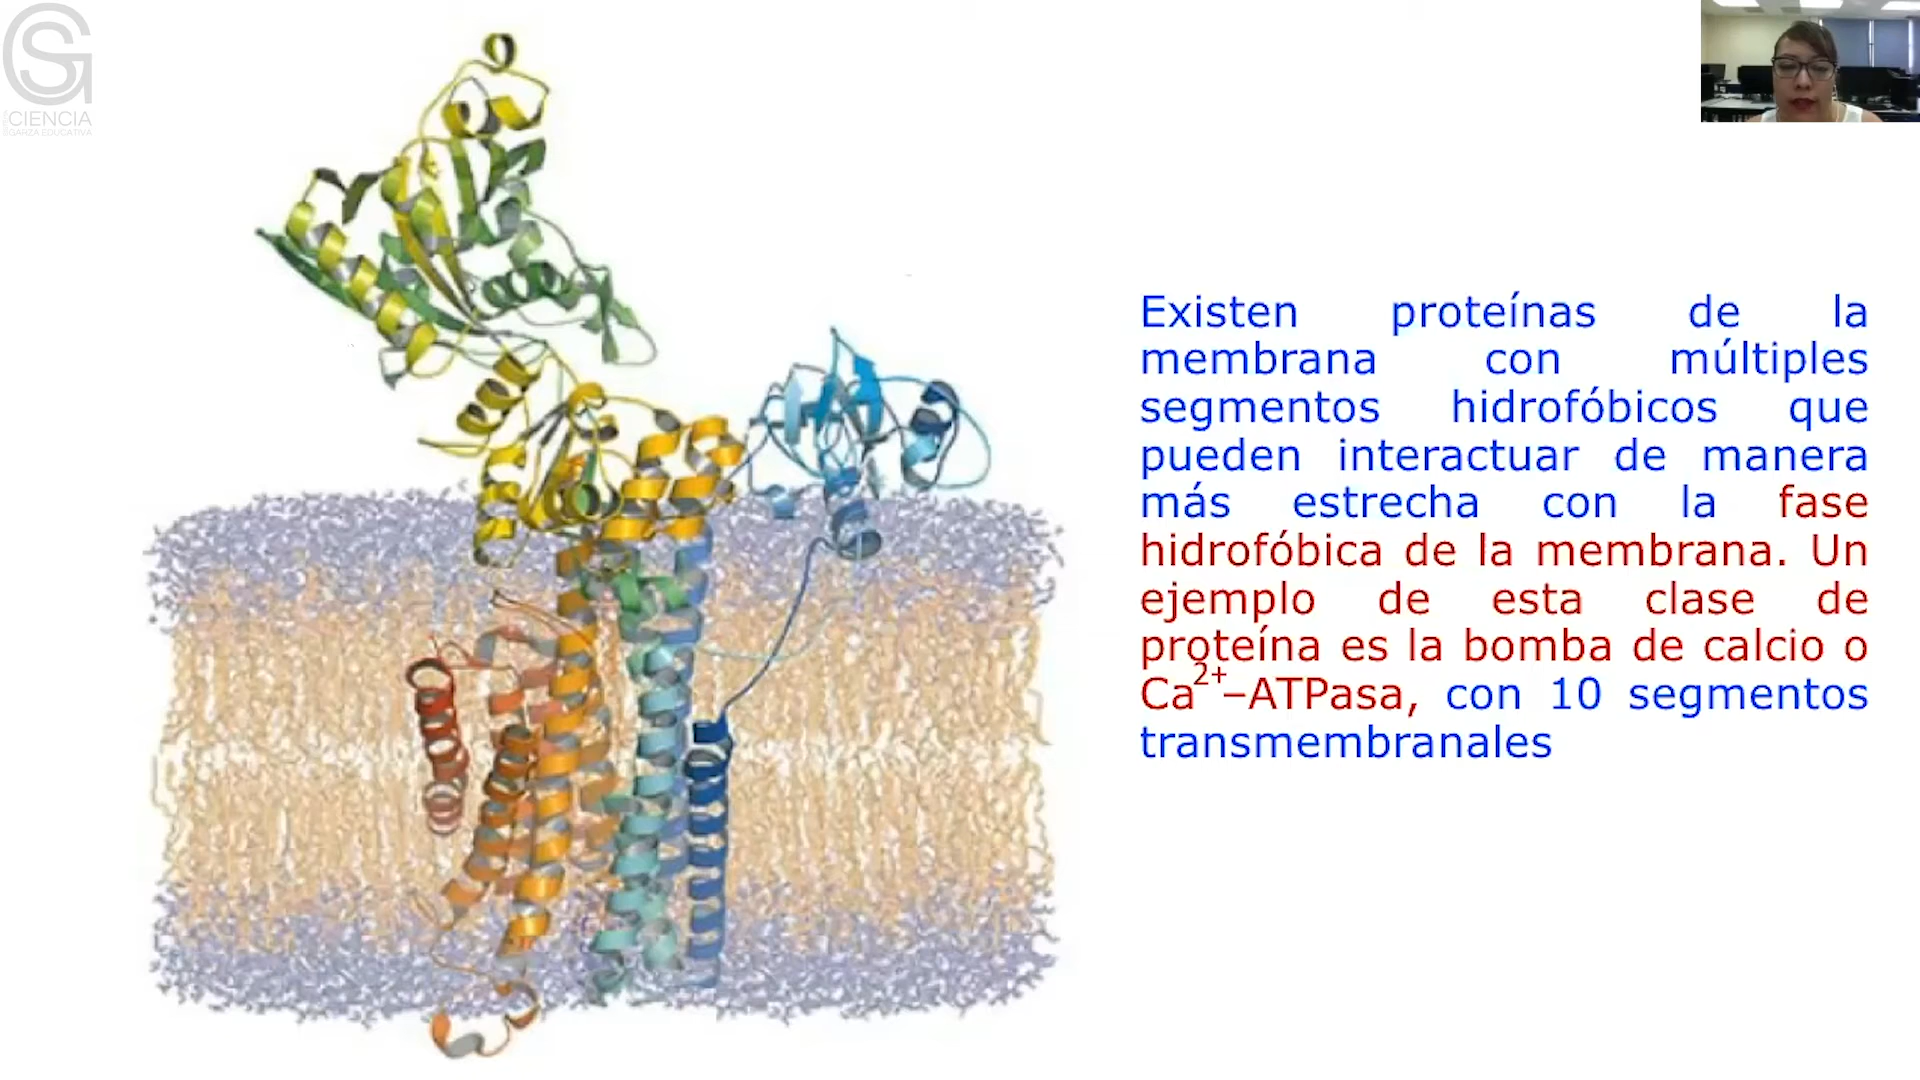 CIENCIA
GARZA EDUCATIVA
Existen proteínas de la
membrana con múltiples
segmentos hidrofóbicos que
pueden interactuar de manera
más estrecha con la fase
hidrofóbica de la membrana. Un
ejemplo de esta clase de
proteína es la bomba de calcio o
Ca2+–ATPasa, con 10 segmentos
transmembranales